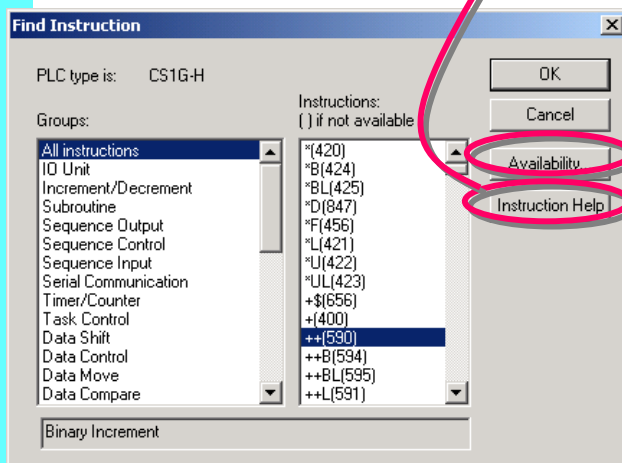 Find Instruction
PLC type is: CS1G-H
OK
Instructions:
Groups:
( ) if not available
Cancel
All instructions
IO Unit
Increment/Decrement
Subroutine
Sequence Output
Sequence Control
Sequence Input
Serial Communication
Timer/Counter
Task Control
Data Shift
Data Control
Data Move
Data Compare
*(420)
*B(424)
*BL(425)
*D(847)
*F(456)
*L(421)
*U(422)
*UL(423)
+$(656)
+(400)
++(590)
++B(594)
++BL(595)
++L(591)
Availability
Instruction Help
Binary Increment